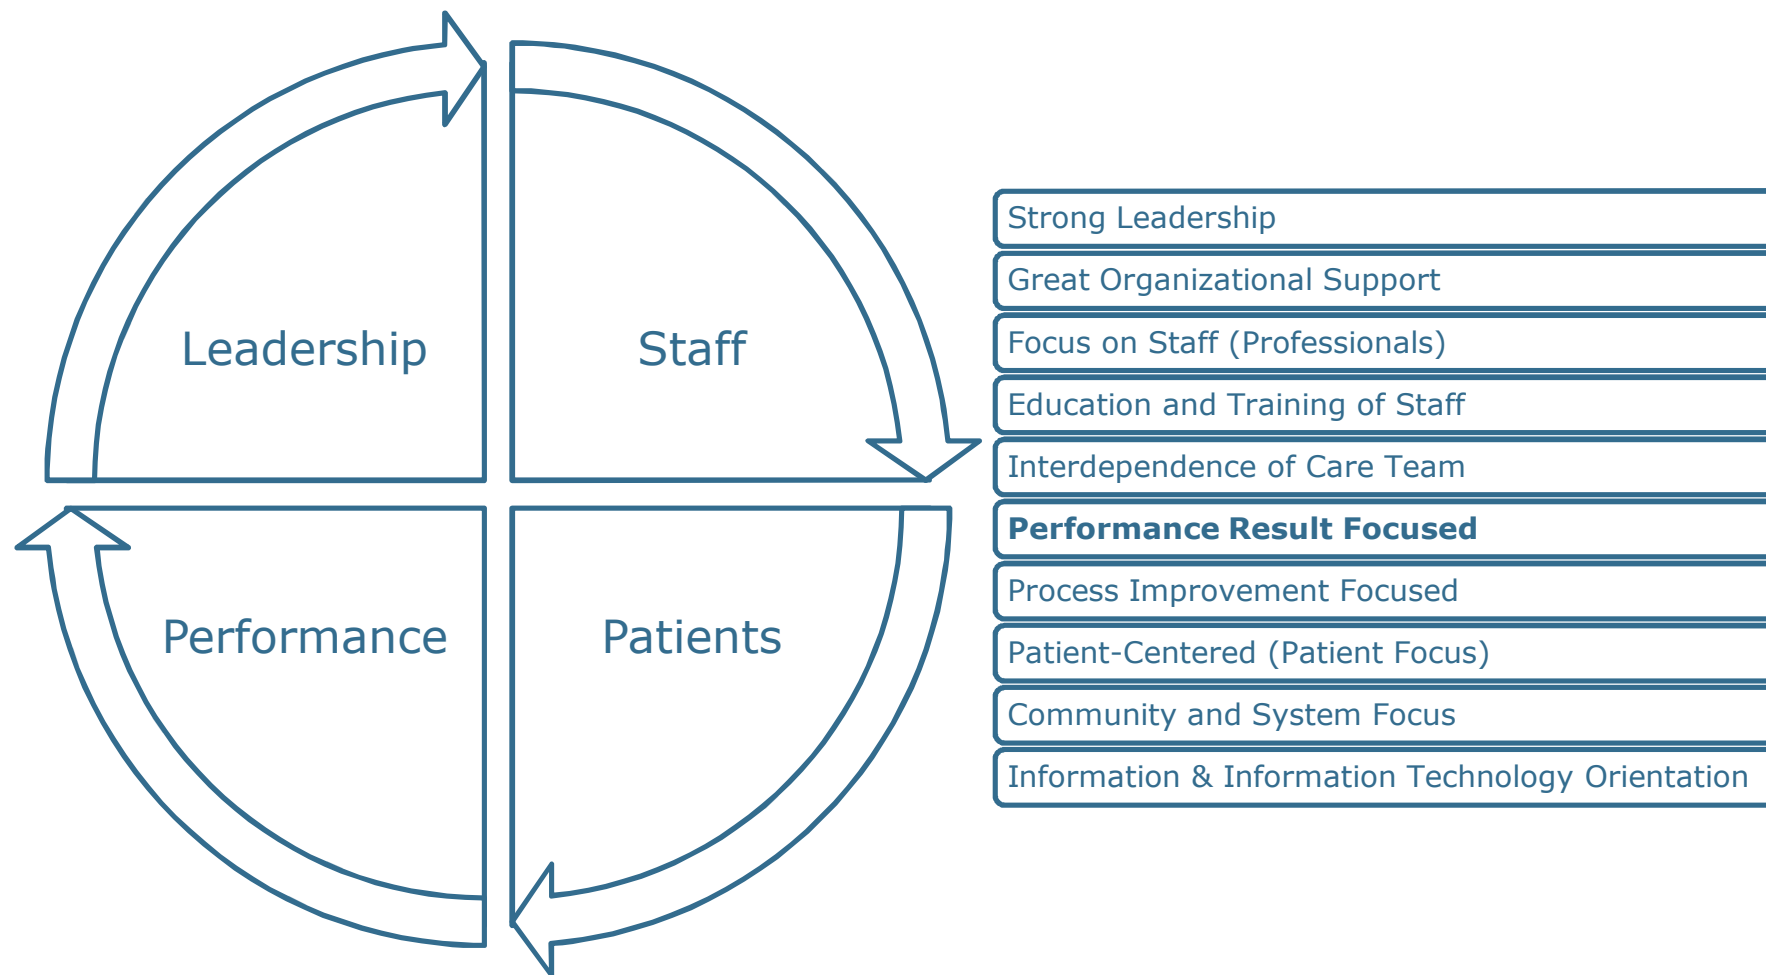 Leadership
Staff
Performance
Patients
Strong Leadership
Great Organizational Support
Focus on Staff (Professionals)
Education and Training of Staff
Interdependence of Care Team
Performance Result Focused
Process Improvement Focused
Patient-Centered (Patient Focus)
Community and System Focus
Information & Information Technology Orientation